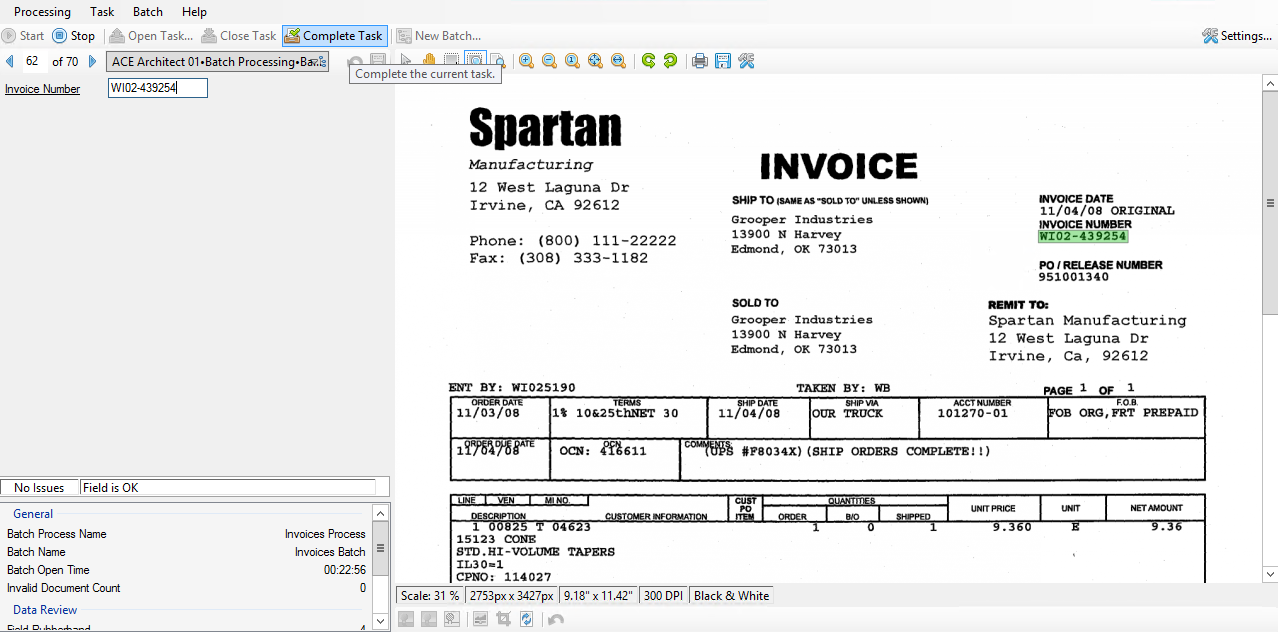 Processing Task Batch Help
Start Stop Open Task... Close Task Complete Task New Batch... Settings...
62 of 70 ACE Architect 01•Batch Processing•Ba
Complete the current task.
Invoice Number WI02-439254
Spartan
Manufacturing
12 West Laguna Dr
Irvine, CA 92612
Phone: (800) 111-22222
Fax: (308) 333-1182
INVOICE
SHIP TO (SAME AS "SOLD TO" UNLESS SHOWN)
Grooper Industries
13900 N Harvey
Edmond, OK 73013
INVOICE DATE
11/04/08 ORIGINAL
INVOICE NUMBER
WI02-439254
PO / RELEASE NUMBER
951001340
SOLD TO
Grooper Industries
13900 N Harvey
Edmond, OK 73013
REMIT TO:
Spartan Manufacturing
12 West Laguna Dr
Irvine, Ca, 92612
ENT BY: WI025190 TAKEN BY: WB PAGE 1 OF 1
ORDER DATE TERMS SHIP DATE SHIP VIA ACCT NUMBER F.O.B.
11/03/08 1% 10&25thNET 30 11/04/08 OUR TRUCK 101270-01 FOB ORG,FRT PREPAID
ORDER DUE DATE OCN COMMENTS:
11/04/08 OCN: 416611 (UPS #F8034X)(SHIP ORDERS COMPLETE!!)
LINE VEN MI NO. CUST PO ITEM QUANTITIES UNIT PRICE UNIT NET AMOUNT
DESCRIPTION CUSTOMER INFORMATION ORDER B/O SHIPPED
1 00825 T 04623 1 0 1 9.360 E 9.36
15123 CONE
STD.HI-VOLUME TAPERS
IL30=1
CPNO: 114027
No Issues Field is OK
General
Batch Process Name Invoices Process
Batch Name Invoices Batch
Batch Open Time 00:22:56
Invalid Document Count 0
Data Review
Field Rubberband 4
Scale: 31 % 2753px x 3427px 9.18" x 11.42" 300 DPI Black & White